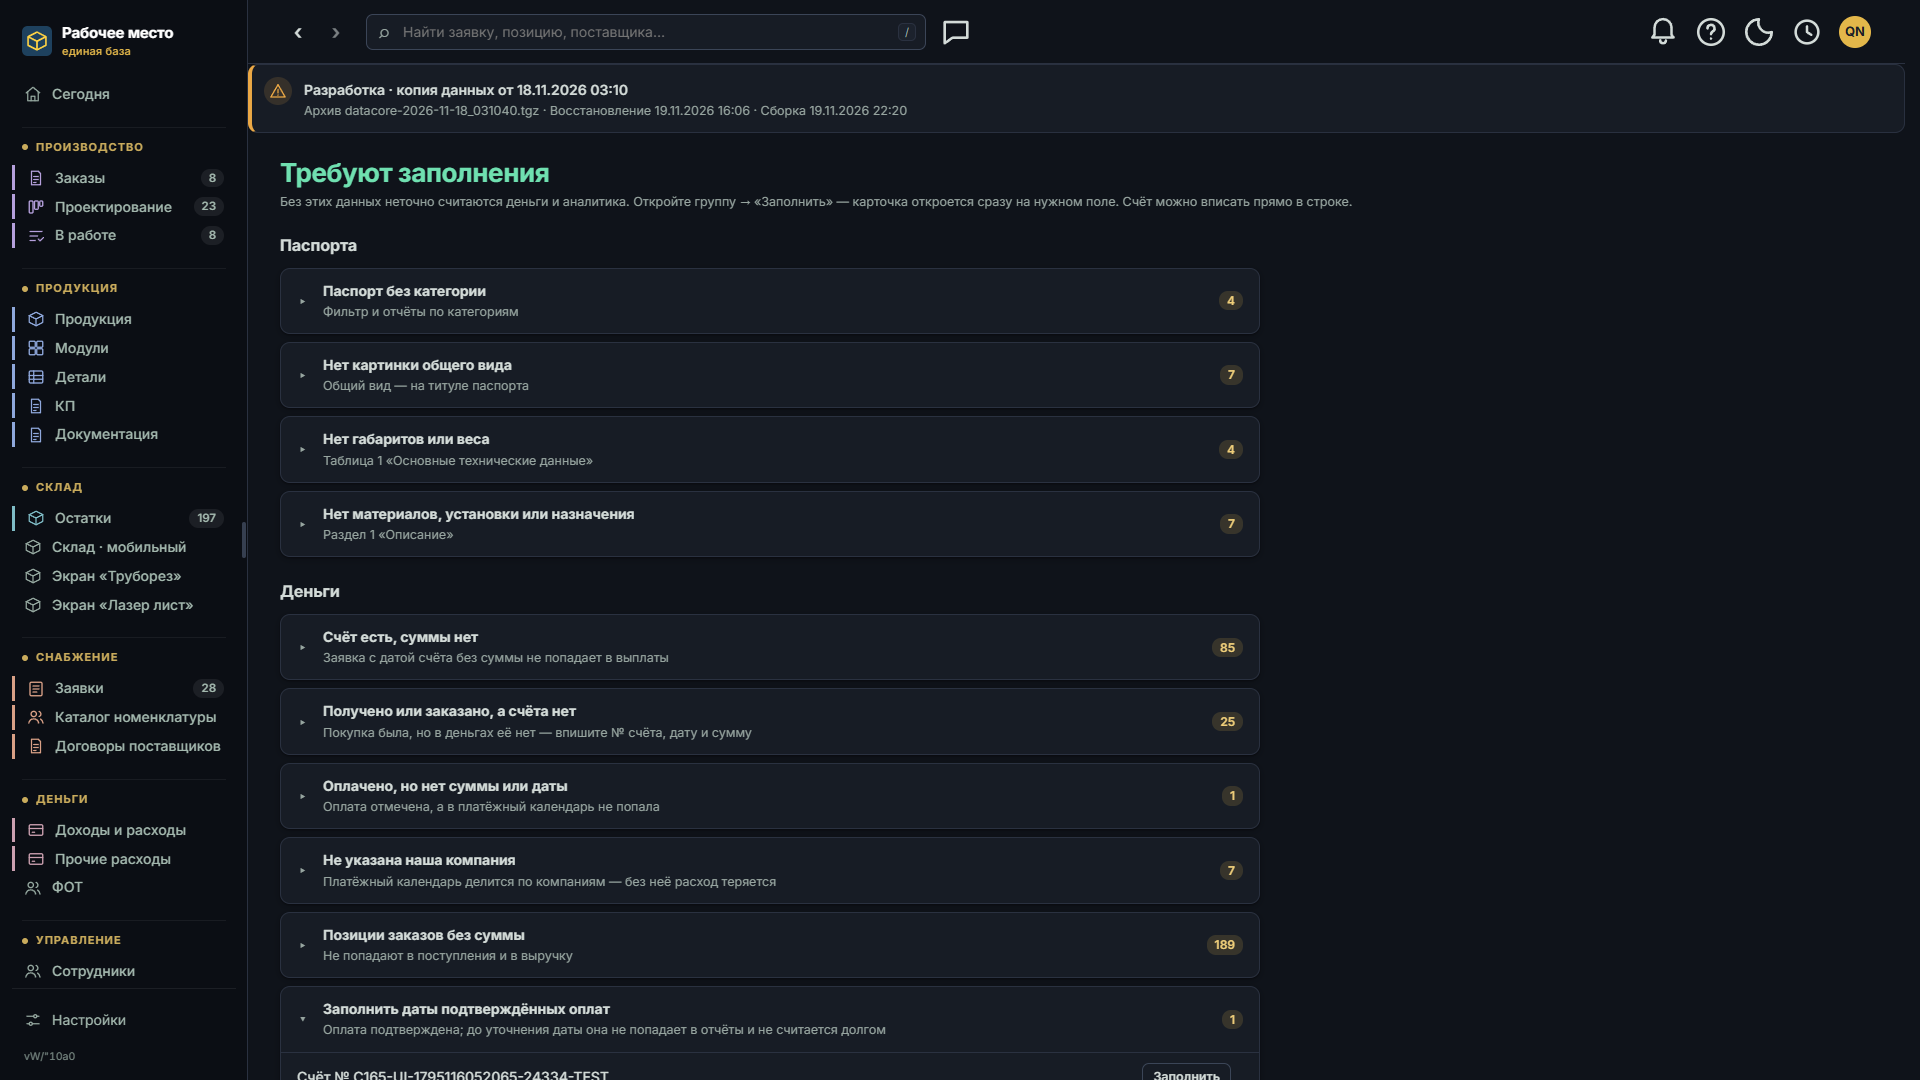 Рабочее место
единая база
Найти заявку, позицию, поставщика...
/
QN
Сегодня
ПРОИЗВОДСТВО
Заказы 8
Проектирование 23
В работе 8
ПРОДУКЦИЯ
Продукция
Модули
Детали
КП
Документация
СКЛАД
Остатки 197
Склад · мобильный
Экран «Труборез»
Экран «Лазер лист»
СНАБЖЕНИЕ
Заявки 28
Каталог номенклатуры
Договоры поставщиков
ДЕНЬГИ
Доходы и расходы
Прочие расходы
ФОТ
УПРАВЛЕНИЕ
Сотрудники
Настройки
vW/"10a0
Разработка · копия данных от 18.11.2026 03:10
Архив datacore-2026-11-18_031040.tgz · Восстановление 19.11.2026 16:06 · Сборка 19.11.2026 22:20
Требуют заполнения
Без этих данных неточно считаются деньги и аналитика. Откройте группу → «Заполнить» — карточка откроется сразу на нужном поле. Счёт можно вписать прямо в строке.
Паспорта
Паспорт без категории
Фильтр и отчёты по категориям
4
Нет картинки общего вида
Общий вид — на титуле паспорта
7
Нет габаритов или веса
Таблица 1 «Основные технические данные»
4
Нет материалов, установки или назначения
Раздел 1 «Описание»
7
Деньги
Счёт есть, суммы нет
Заявка с датой счёта без суммы не попадает в выплаты
85
Получено или заказано, а счёта нет
Покупка была, но в деньгах её нет — впишите № счёта, дату и сумму
25
Оплачено, но нет суммы или даты
Оплата отмечена, а в платёжный календарь не попала
1
Не указана наша компания
Платёжный календарь делится по компаниям — без неё расход теряется
7
Позиции заказов без суммы
Не попадают в поступления и в выручку
189
Заполнить даты подтверждённых оплат
Оплата подтверждена; до уточнения даты она не попадает в отчёты и не считается долгом
1
Счёт № C165-UI-1795116052065-24334-TEST
Заполнить